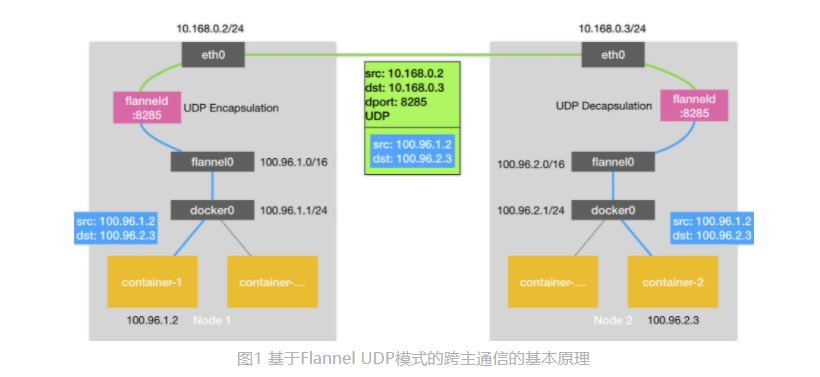 10.168.0.2/24
10.168.0.3/24
eth0
eth0
flanneld
:8285
UDP Encapsulation
src: 10.168.0.2
dst: 10.168.0.3
dport: 8285
UDP
src: 100.96.1.2
dst: 100.96.2.3
UDP Decapsulation
flanneld
:8285
flannel0
100.96.1.0/16
100.96.2.0/16
flannel0
docker0
100.96.1.1/24
100.96.2.1/24
docker0
src: 100.96.1.2
dst: 100.96.2.3
src: 100.96.1.2
dst: 100.96.2.3
container-1
container-...
container-...
container-2
100.96.1.2
Node 1
Node 2
100.96.2.3
图1 基于Flannel UDP模式的跨主通信的基本原理